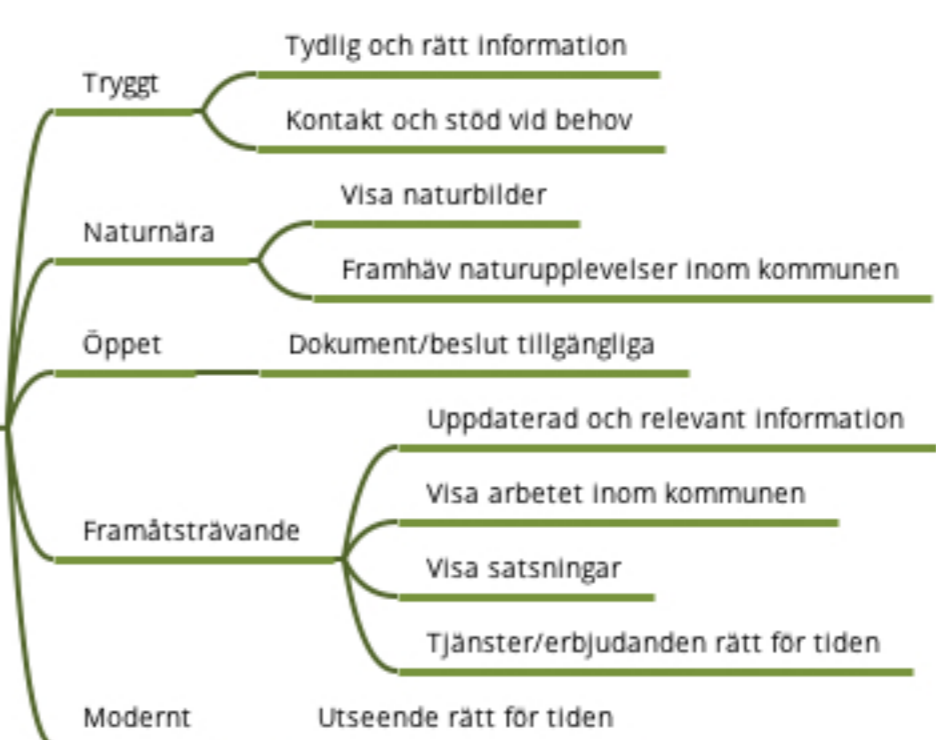 Tydlig och rätt information
Tryggt
Kontakt och stöd vid behov
Visa naturbilder
Naturnära
Framhäv naturupplevelser inom kommunen
Öppet
Dokument/beslut tillgängliga
Uppdaterad och relevant information
Visa arbetet inom kommunen
Framåtsträvande
Visa satsningar
Tjänster/erbjudanden rätt för tiden
Modernt
Utseende rätt för tiden